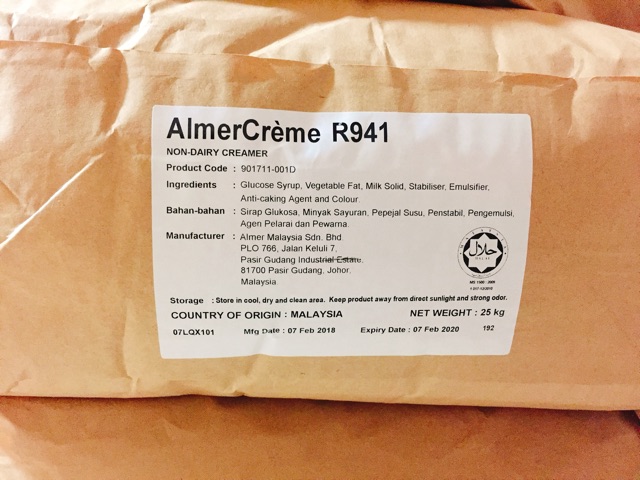 AlmerCrème R941
NON-DAIRY CREAMER
Product Code : 901711-001D
Ingredients : Glucose Syrup, Vegetable Fat, Milk Solid, Stabiliser, Emulsifier,
Anti-caking Agent and Colour.
Bahan-bahan : Sirap Glukosa, Minyak Sayuran, Pepejal Susu, Penstabil, Pengemulsi,
Agen Pelarai dan Pewarna.
Manufacturer : Almer Malaysia Sdn. Bhd
PLO 766, Jalan Keluli 7.
Pasir Gudang Industrial Estate.
81700 Pasir Gudang, Johor.
Malaysia
حلال
HALAL
MS 1500 : 2009
Storage : Store in cool, dry and clean area. Keep product away from direct sunlight and strong odor.
COUNTRY OF ORIGIN : MALAYSIA NET WEIGHT : 25 kg
07LQX101 Mfg Date : 07 Feb 2018 Expiry Date : 07 Feb 2020 192